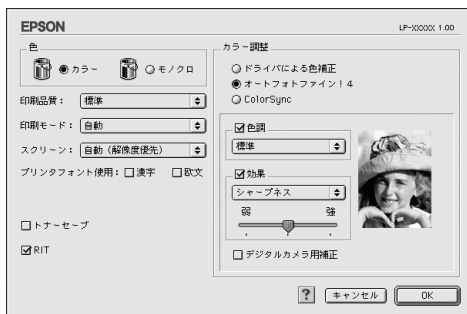 EPSON
LP-XXXXX 1.00
色
カラー
モノクロ
印刷品質：
標準
印刷モード：
自動
スクリーン：
自動（解像度優先）
プリンタフォント使用：
漢字
欧文
トナーセーブ
RIT
カラー調整
ドライバによる色補正
オートフォトファイン！4
ColorSync
色調
標準
効果
シャープネス
弱
強
デジタルカメラ用補正
?
キャンセル
OK